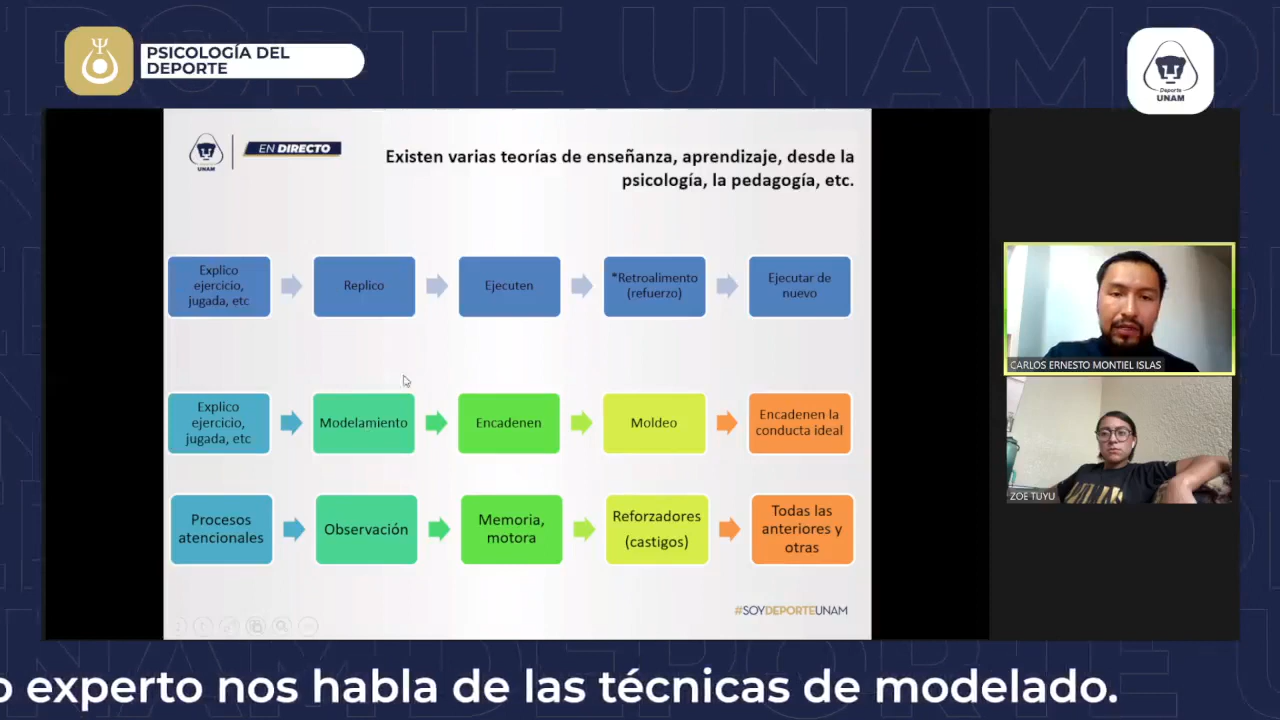 PSICOLOGÍA DEL
DEPORTE
Deporte
UNAM
UNAM
EN DIRECTO
Existen varias teorías de enseñanza, aprendizaje, desde la
psicología, la pedagogía, etc.
Explico
ejercicio,
jugada, etc
Replico
Ejecuten
*Retroalimento
(refuerzo)
Ejecutar de
nuevo
Explico
ejercicio,
jugada, etc
Modelamiento
Encadenen
Moldeo
Encadenen la
conducta ideal
Procesos
atencionales
Observación
Memoria,
motora
Reforzadores
(castigos)
Todas las
anteriores y
otras
#SOYDEPORTEUNAM
CARLOS ERNESTO MONTIEL ISLAS
ZOE TUYU
o experto nos habla de las técnicas de modelado.